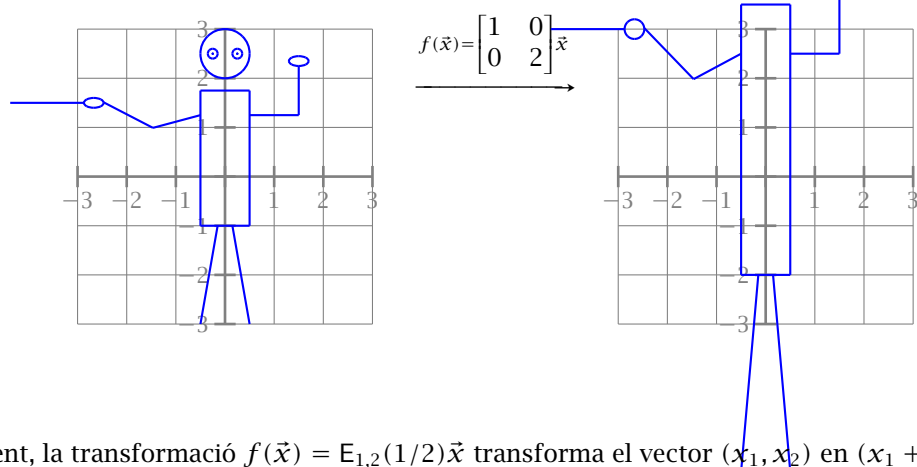 f(x⃗)=[1 0
0 2]x⃗
3 3
2 2
1 1
−3 −2 −1 1 2 3 −3 −2 −1 1 2 3
−1 −1
−2 −2
−3 −3
la transformació f(x⃗) = E1,2(1/2)x⃗ transforma el vector (x1, x2) en (x1 +